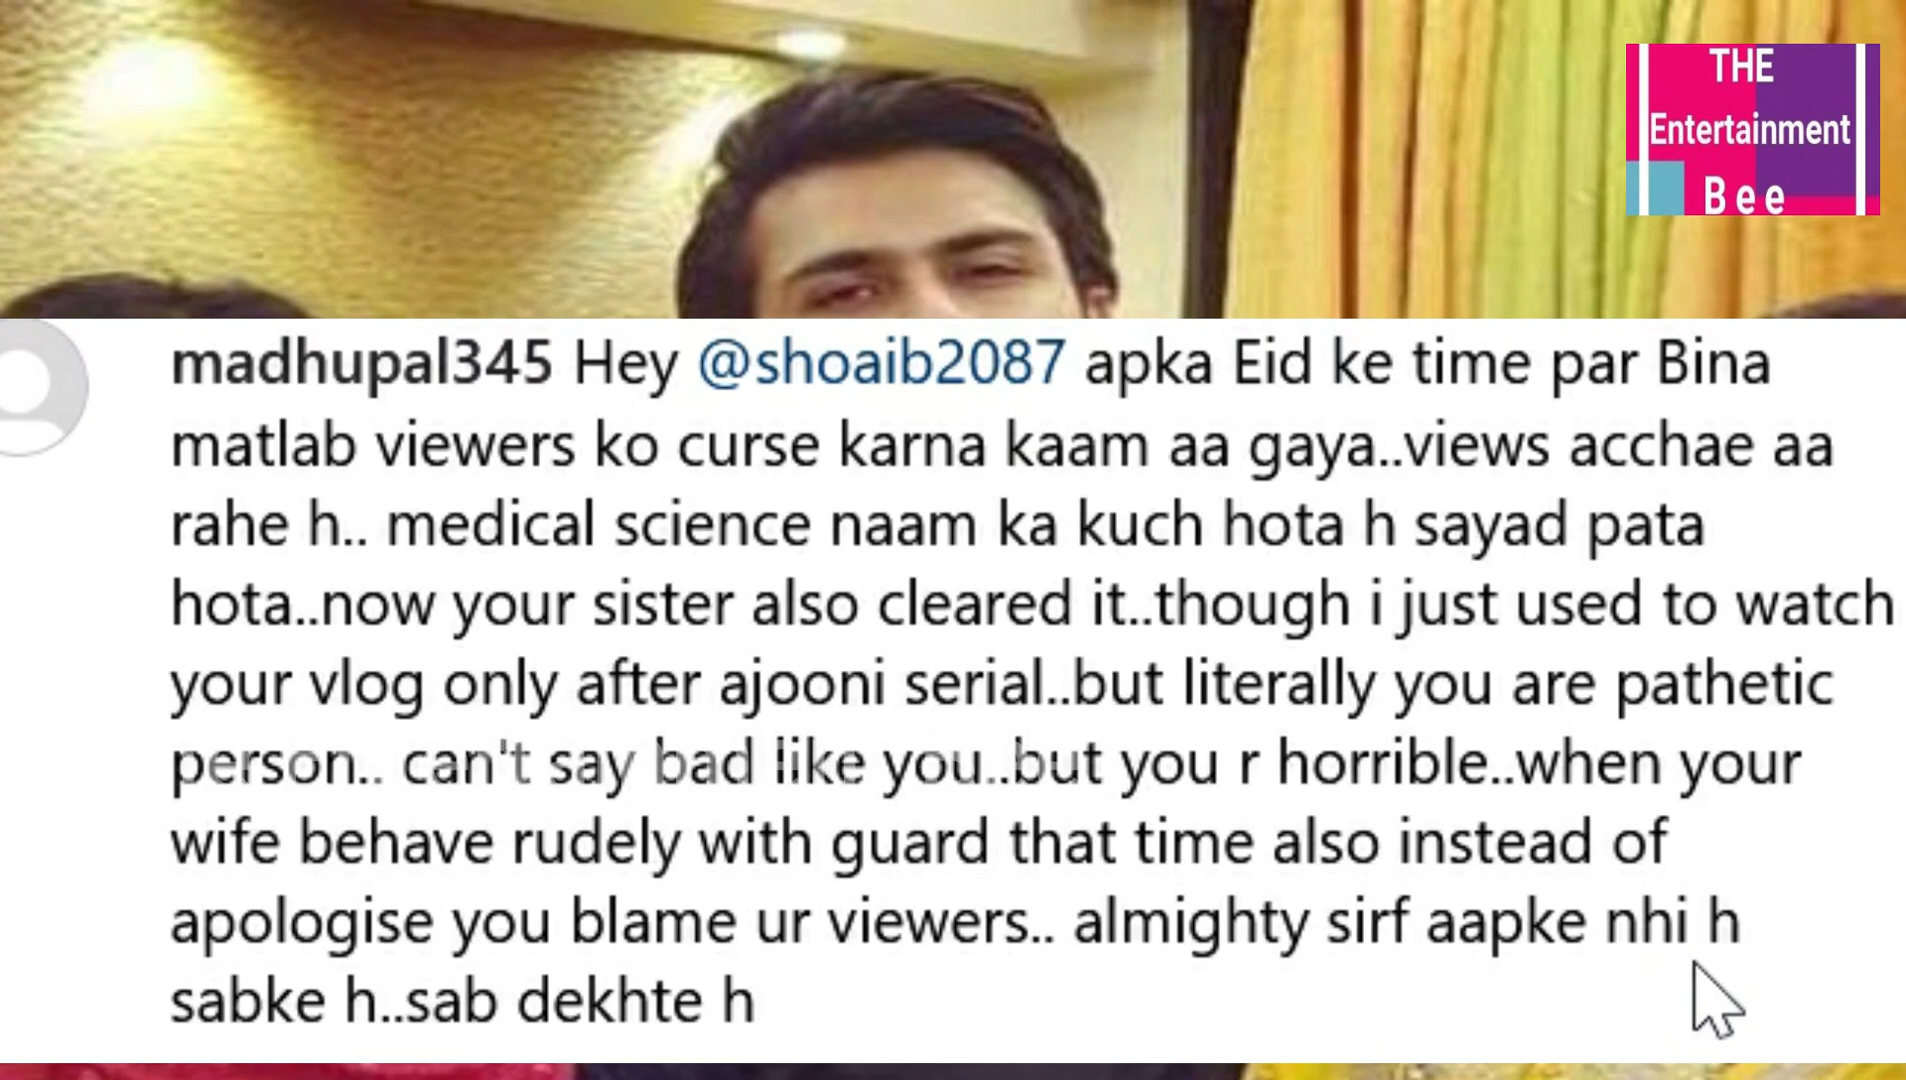 THE
Entertainment
Bee
madhupal345 Hey @shoaib2087 apka Eid ke time par Bina
matlab viewers ko curse karna kaam aa gaya..views acchae aa
rahe h.. medical science naam ka kuch hota h sayad pata
hota..now your sister also cleared it..though i just used to watch
your vlog only after ajooni serial..but literally you are pathetic
person.. can't say bad like you..but you r horrible..when your
wife behave rudely with guard that time also instead of
apologise you blame ur viewers.. almighty sirf aapke nhi h
sabke h..sab dekhte h